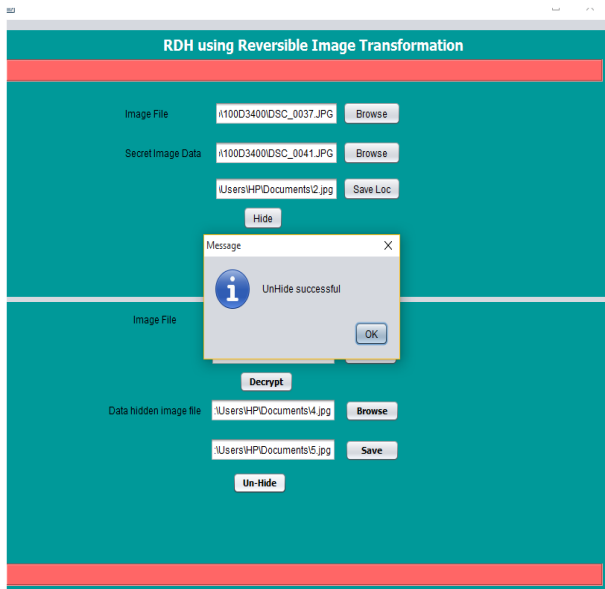 RDH using Reversible Image Transformation
Image File
\100D3400\DSC_0037.JPG
Browse
Secret Image Data
\100D3400\DSC_0041.JPG
Browse
\Users\HP\Documents\2.jpg
Save Loc
Hide
Message
UnHide successful
OK
Image File
Decrypt
Data hidden image file
:\Users\HP\Documents\4.jpg
Browse
:\Users\HP\Documents\5.jpg
Save
Un-Hide